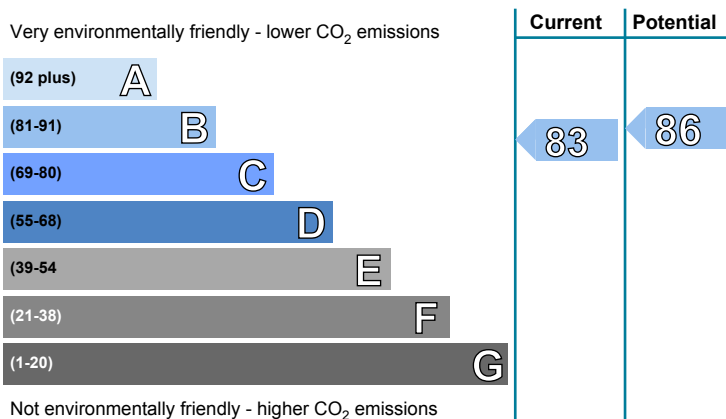 Current Potential
Very environmentally friendly - lower CO2 emissions
(92 plus) A
(81-91) B
83 86
(69-80) C
(55-68) D
(39-54 E
(21-38) F
(1-20) G
Not environmentally friendly - higher CO2 emissions